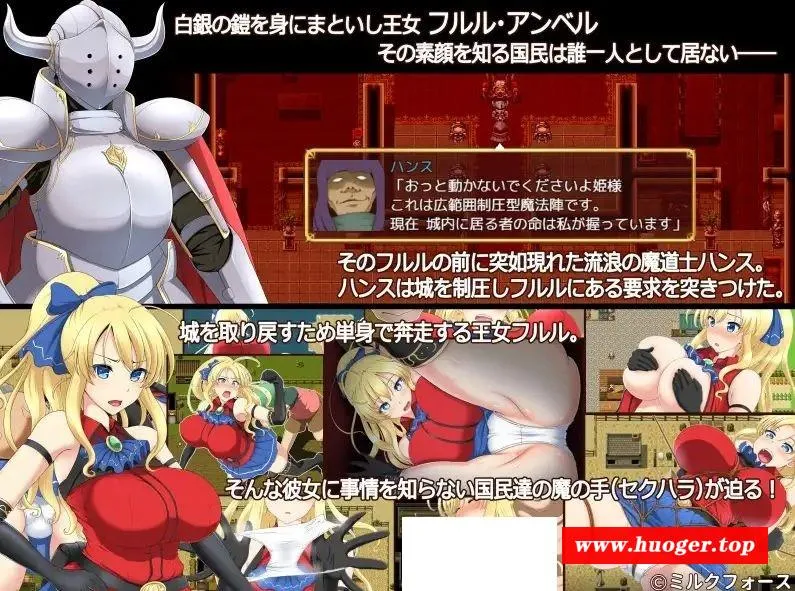 白銀の鎧を身にまといし王女 フルル・アンベル
その素顔を知る国民は誰一人として居ない――
ハンス
「おっと動かないでくださいよ姫様
これは広範囲制圧型魔法陣です。
現在 城内に居る者の命は私が握っています」
そのフルルの前に突如現れた流浪の魔道士ハンス。
ハンスは城を制圧しフルルにある要求を突きつけた。
城を取り戻すため単身で奔走する王女フルル。
そんな彼女に事情を知らない国民達の魔の手(セクハラ)が迫る！
www.huoger.top
©ミルクフォース